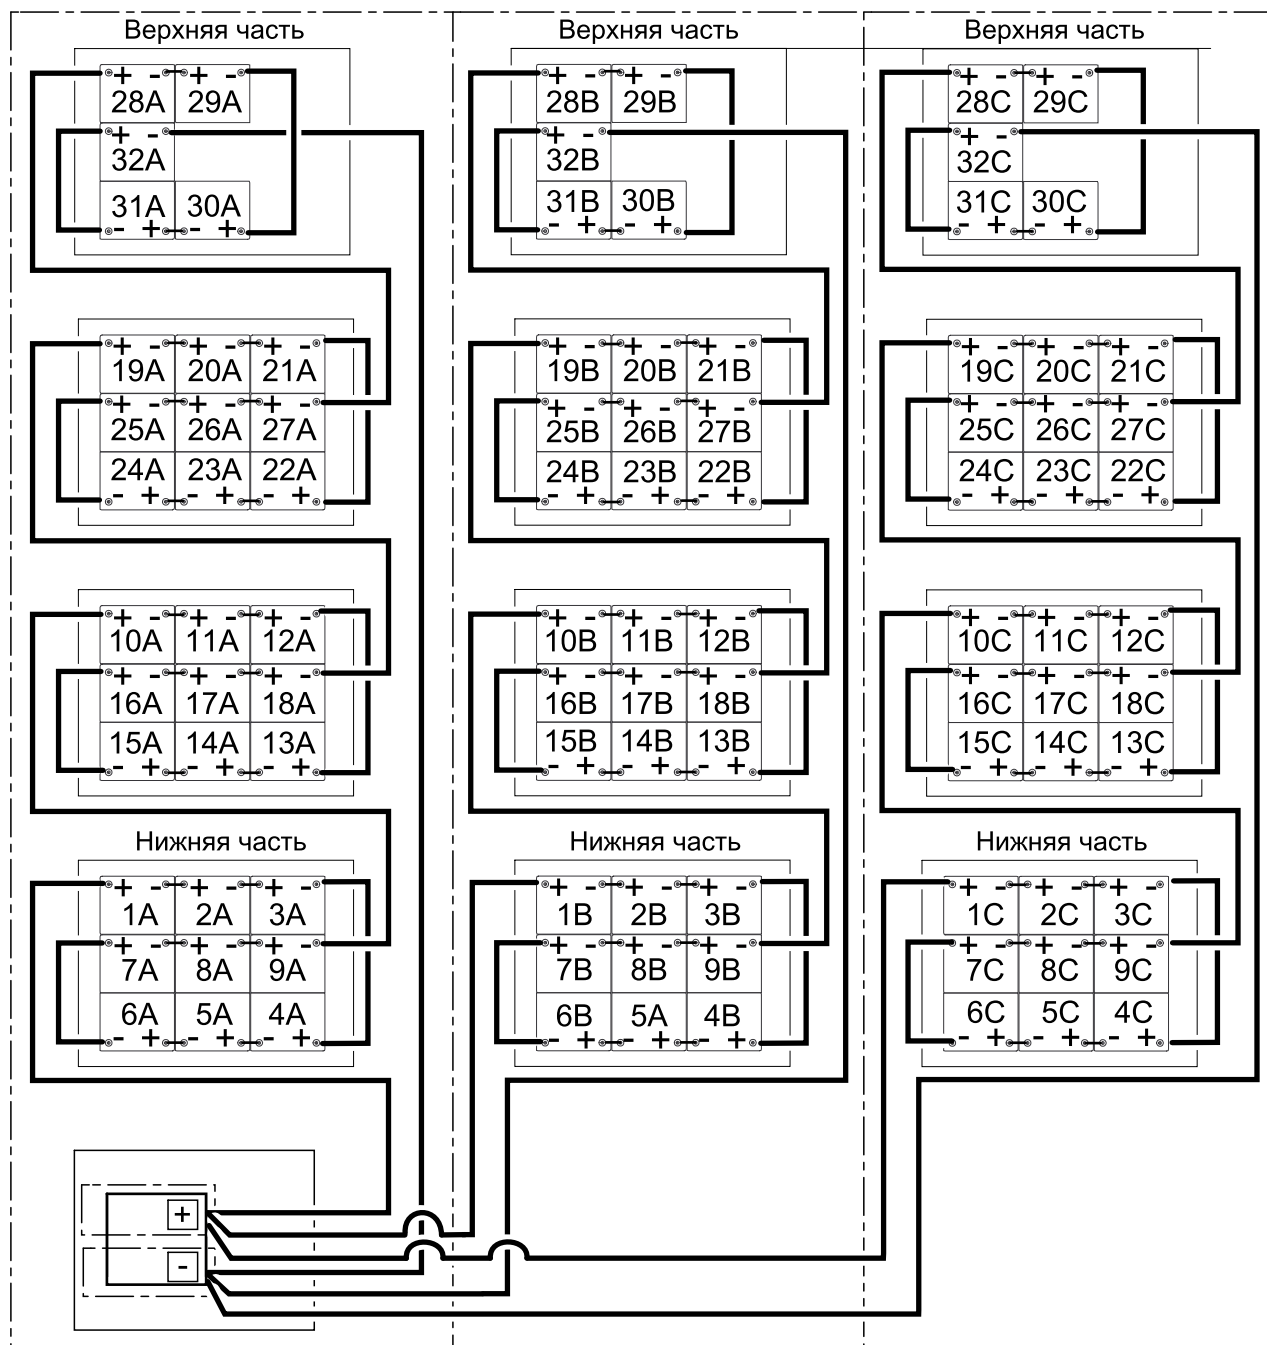 Верхняя часть Верхняя часть Верхняя часть
+ - + - + - + - + - + -
28A 29A 28B 29B 28C 29C
+ - + - + -
32A 32B 32C
31A 30A 31B 30B 31C 30C
- + - + - + - + - + - +
+ - + - + - + - + - + - + - + - + -
19A 20A 21A 19B 20B 21B 19C 20C 21C
+ - + - + - + - + - + - + - + - + -
25A 26A 27A 25B 26B 27B 25C 26C 27C
24A 23A 22A 24B 23B 22B 24C 23C 22C
- + - + - + - + - + - + - + - + - +
+ - + - + - + - + - + - + - + - + -
10A 11A 12A 10B 11B 12B 10C 11C 12C
+ - + - + - + - + - + - + - + - + -
16A 17A 18A 16B 17B 18B 16C 17C 18C
15A 14A 13A 15B 14B 13B 15C 14C 13C
- + - + - + - + - + - + - + - + - +
Нижняя часть Нижняя часть Нижняя часть
+ - + - + - + - + - + - + - + - + -
1A 2A 3A 1B 2B 3B 1C 2C 3C
+ - + - + - + - + - + - + - + - + -
7A 8A 9A 7B 8B 9B 7C 8C 9C
6A 5A 4A 6B 5A 4B 6C 5C 4C
- + - + - + - + - + - + - + - + - +
+
-